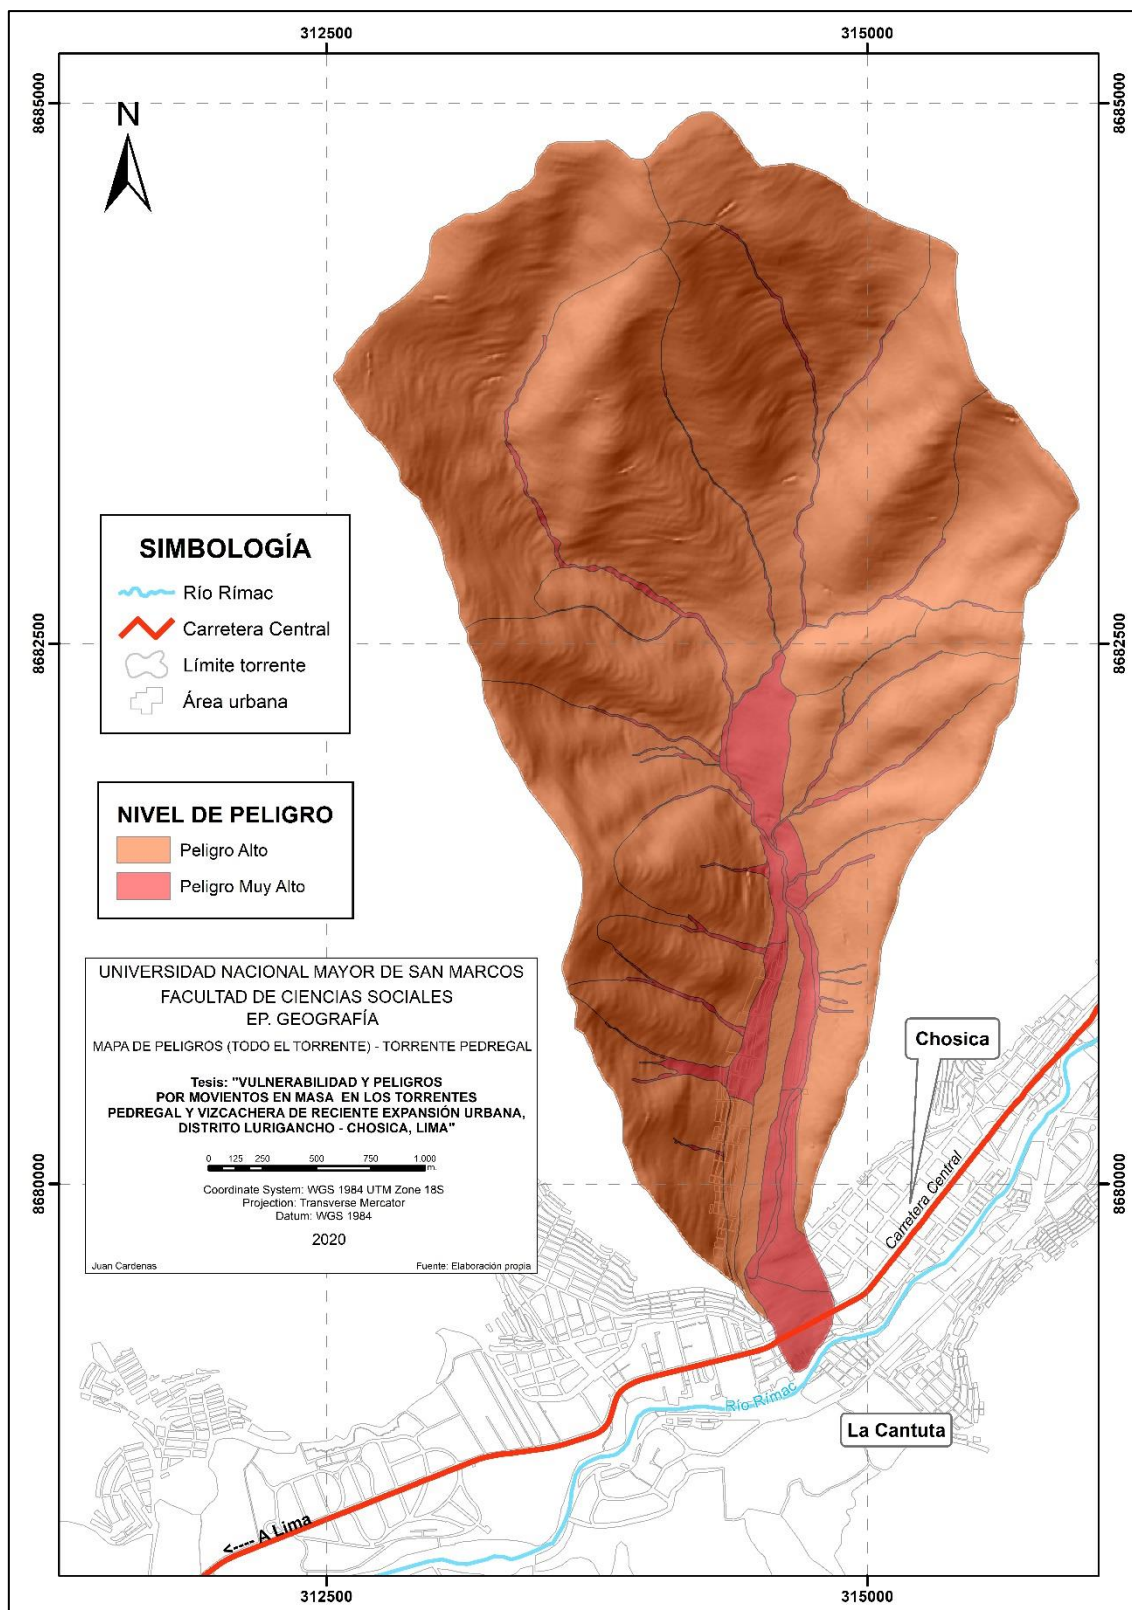 312500
315000
8685000
8685000
N
SIMBOLOGÍA
Río Rímac
Carretera Central
Límite torrente
Área urbana
8682500
8682500
NIVEL DE PELIGRO
Peligro Alto
Peligro Muy Alto
UNIVERSIDAD NACIONAL MAYOR DE SAN MARCOS
FACULTAD DE CIENCIAS SOCIALES
EP. GEOGRAFÍA
MAPA DE PELIGROS (TODO EL TORRENTE) - TORRENTE PEDREGAL
Tesis: "VULNERABILIDAD Y PELIGROS
POR MOVIENTOS EN MASA EN LOS TORRENTES
PEDREGAL Y VIZCACHERA DE RECIENTE EXPANSIÓN URBANA,
DISTRITO LURIGANCHO - CHOSICA, LIMA"
0 125 250 500 750 1.000
m.
Coordinate System: WGS 1984 UTM Zone 18S
Projection: Transverse Mercator
Datum: WGS 1984
2020
Juan Cardenas
Fuente: Elaboración propia
Chosica
Carretera Central
8680000
8680000
Río Rímac
La Cantuta
<---- A Lima
312500
315000